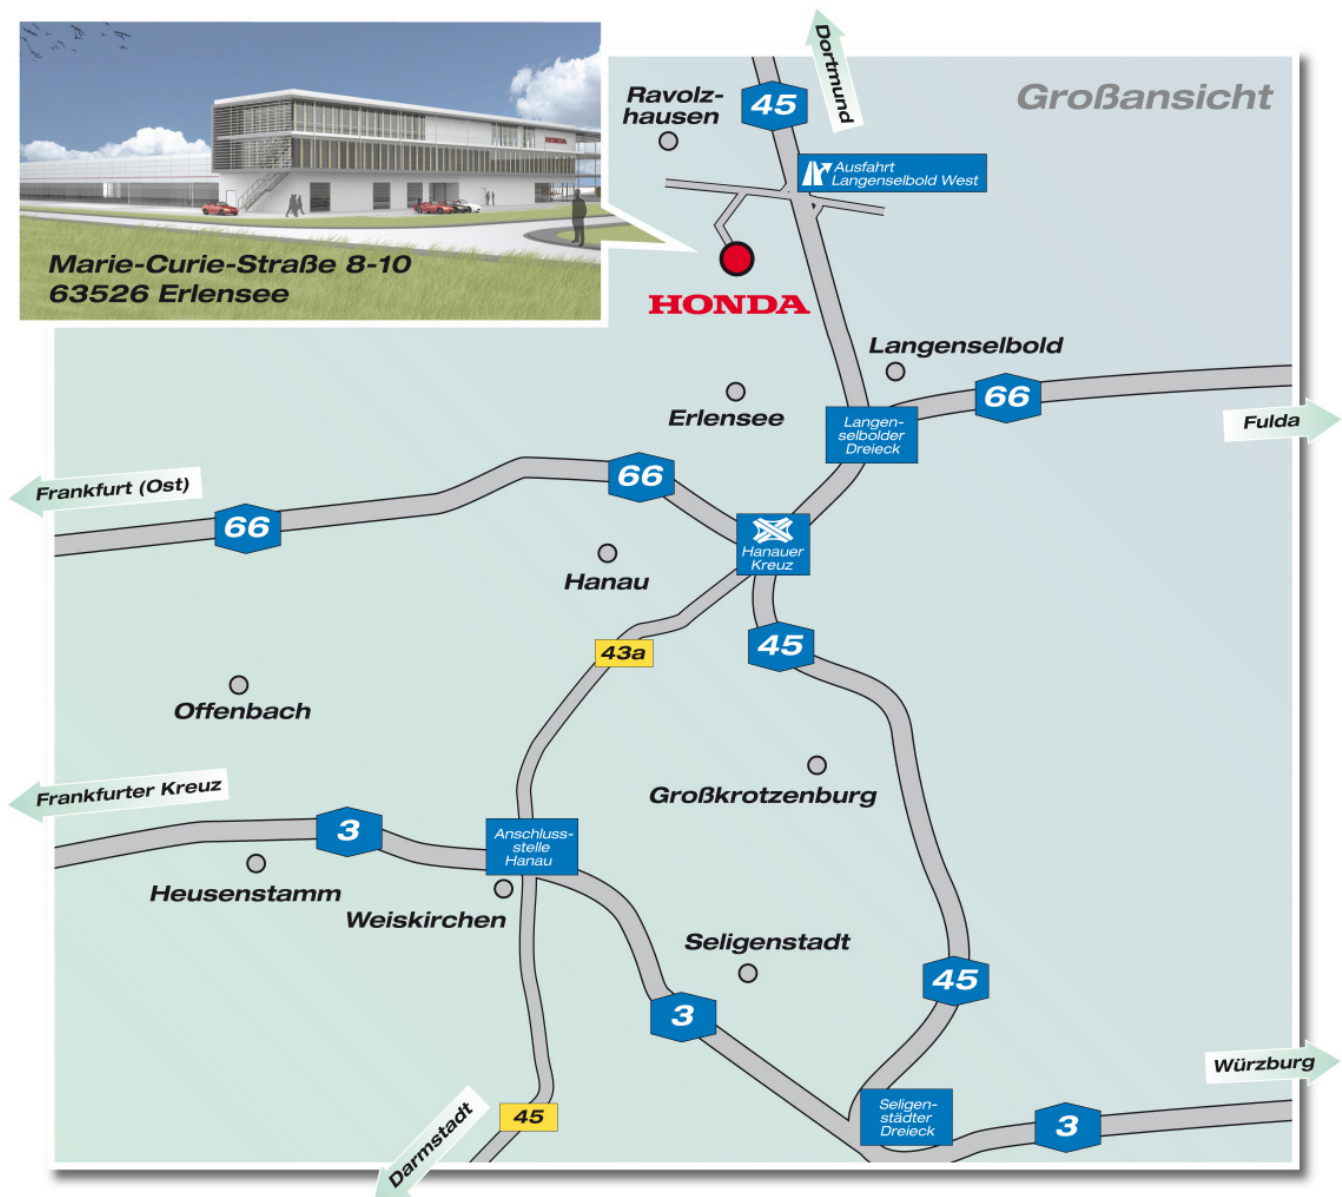 Dortmund
Großansicht
Ravolz-
hausen
45
Ausfahrt
Langenselbold West
HONDA
Marie-Curie-Straße 8-10
63526 Erlensee
HONDA
Langenselbold
66
Erlensee
Langen-
selbolder
Dreieck
Fulda
Frankfurt (Ost)
66
66
Hanauer
Kreuz
Hanau
43a
45
Offenbach
Großkrotzenburg
Frankfurter Kreuz
3
Anschluss-
stelle
Hanau
Heusenstamm
Weiskirchen
Seligenstadt
45
3
Würzburg
Seligen-
städter
Dreieck
3
45
Darmstadt